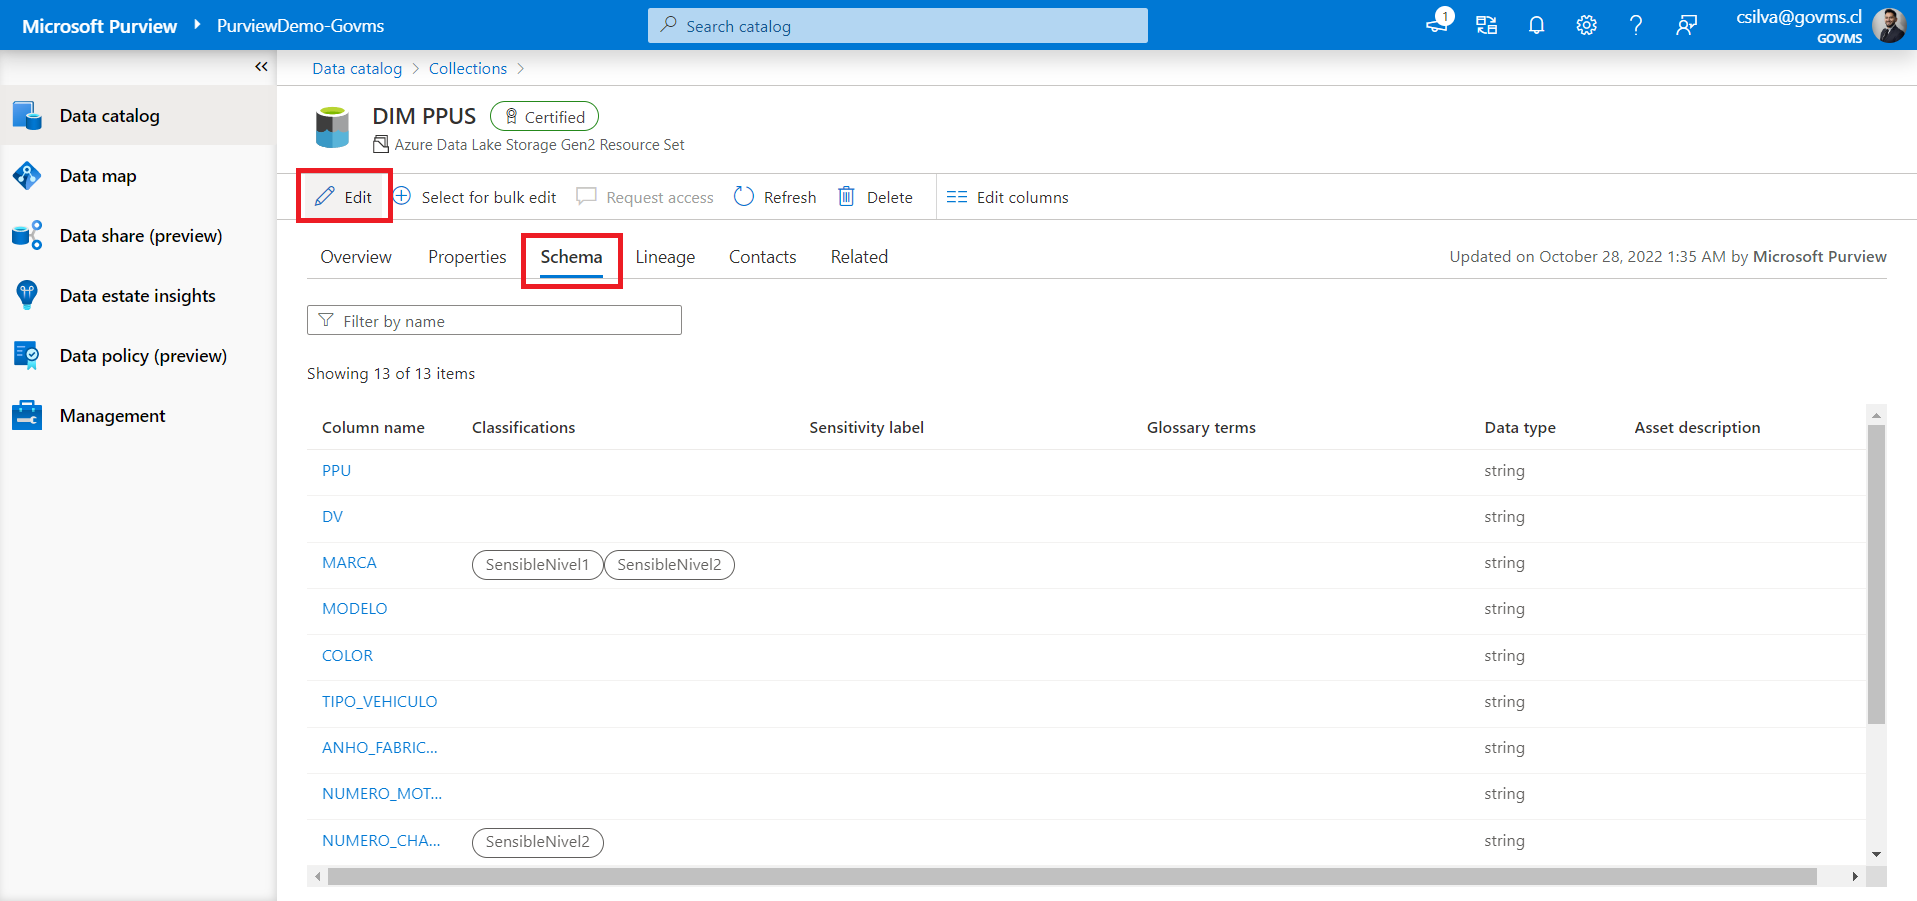 Microsoft Purview PurviewDemo-Govms
Search catalog
1
csilva@govms.cl
GOVMS
Data catalog
Data map
Data share (preview)
Data estate insights
Data policy (preview)
Management
Data catalog > Collections >
DIM PPUS Certified
Azure Data Lake Storage Gen2 Resource Set
Edit Select for bulk edit Request access Refresh Delete Edit columns
Overview Properties Schema Lineage Contacts Related Updated on October 28, 2022 1:35 AM by Microsoft Purview
Filter by name
Showing 13 of 13 items
Column name Classifications Sensitivity label Glossary terms Data type Asset description
PPU string
DV string
MARCA SensibleNivel1 SensibleNivel2 string
MODELO string
COLOR string
TIPO_VEHICULO string
ANHO_FABRIC... string
NUMERO_MOT... string
NUMERO_CHA... SensibleNivel2 string